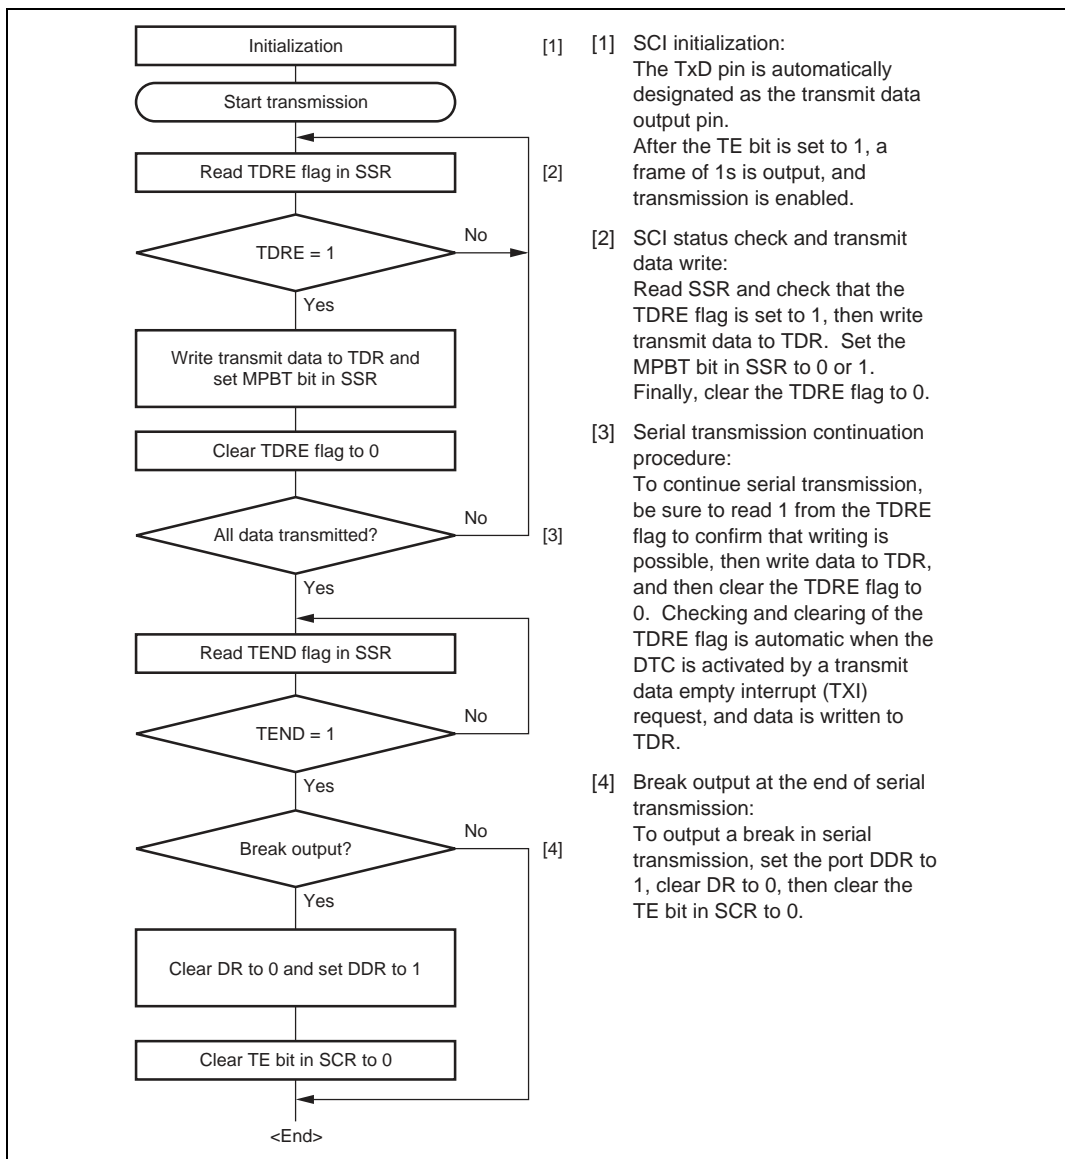 Initialization
[1]
Start transmission
Read TDRE flag in SSR
[2]
TDRE = 1
No
Yes
Write transmit data to TDR and
set MPBT bit in SSR
Clear TDRE flag to 0
All data transmitted?
No
[3]
Yes
Read TEND flag in SSR
TEND = 1
No
Yes
Break output?
No
[4]
Yes
Clear DR to 0 and set DDR to 1
Clear TE bit in SCR to 0
<End>
[1] SCI initialization:
The TxD pin is automatically
designated as the transmit data
output pin.
After the TE bit is set to 1, a
frame of 1s is output, and
transmission is enabled.
[2] SCI status check and transmit
data write:
Read SSR and check that the
TDRE flag is set to 1, then write
transmit data to TDR. Set the
MPBT bit in SSR to 0 or 1.
Finally, clear the TDRE flag to 0.
[3] Serial transmission continuation
procedure:
To continue serial transmission,
be sure to read 1 from the TDRE
flag to confirm that writing is
possible, then write data to TDR,
and then clear the TDRE flag to
0. Checking and clearing of the
TDRE flag is automatic when the
DTC is activated by a transmit
data empty interrupt (TXI)
request, and data is written to
TDR.
[4] Break output at the end of serial
transmission:
To output a break in serial
transmission, set the port DDR to
1, clear DR to 0, then clear the
TE bit in SCR to 0.